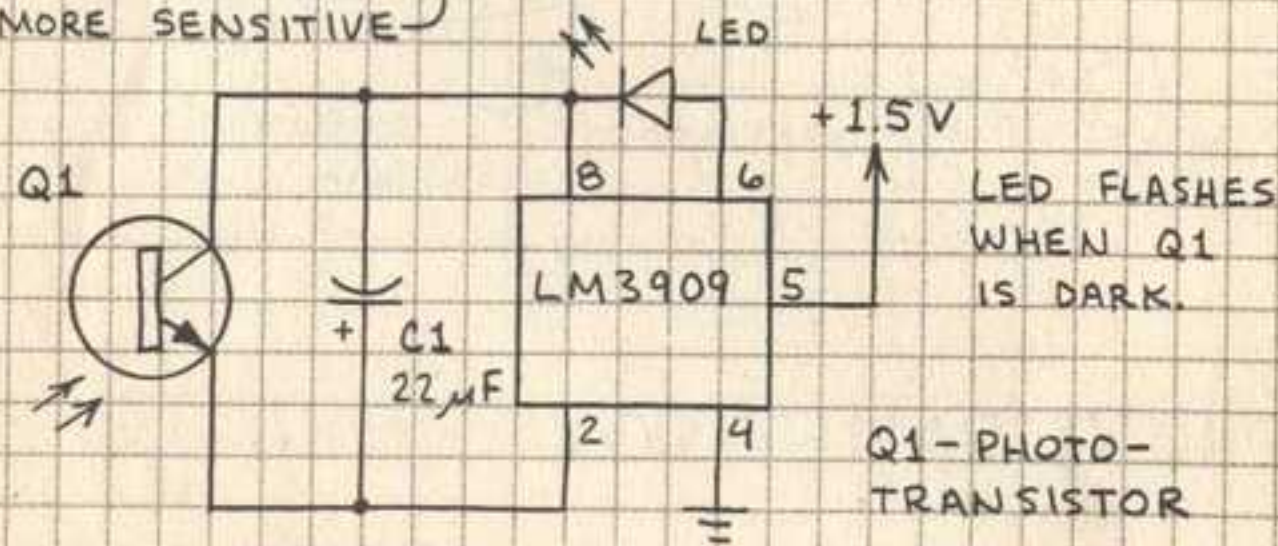 MORE SENSITIVE
LED
+1.5V
Q1
8
6
LED FLASHES
WHEN Q1
IS DARK.
LM3909
5
+
C1
22µF
2
4
Q1-PHOTO-
TRANSISTOR